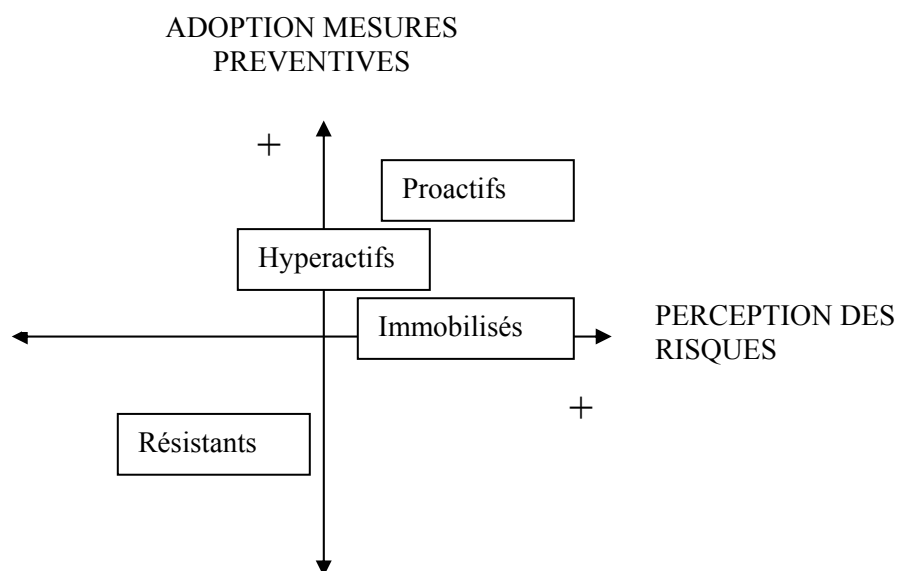 ADOPTION MESURES
PREVENTIVES
+
Proactifs
Hyperactifs
Immobilisés
PERCEPTION DES
RISQUES
+
Résistants